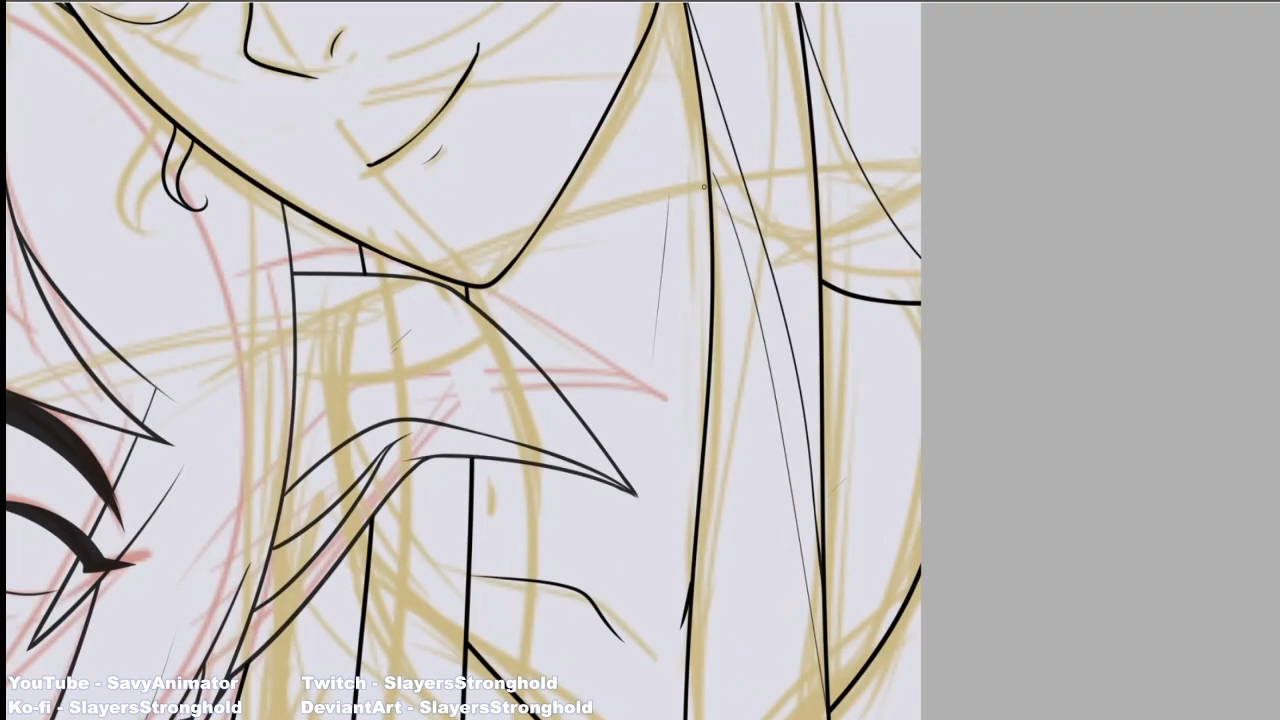 YouTube - SavyAnimator Twitch - SlayersStronghold
Ko-fi - SlayersStronghold DeviantArt - SlayersStronghold